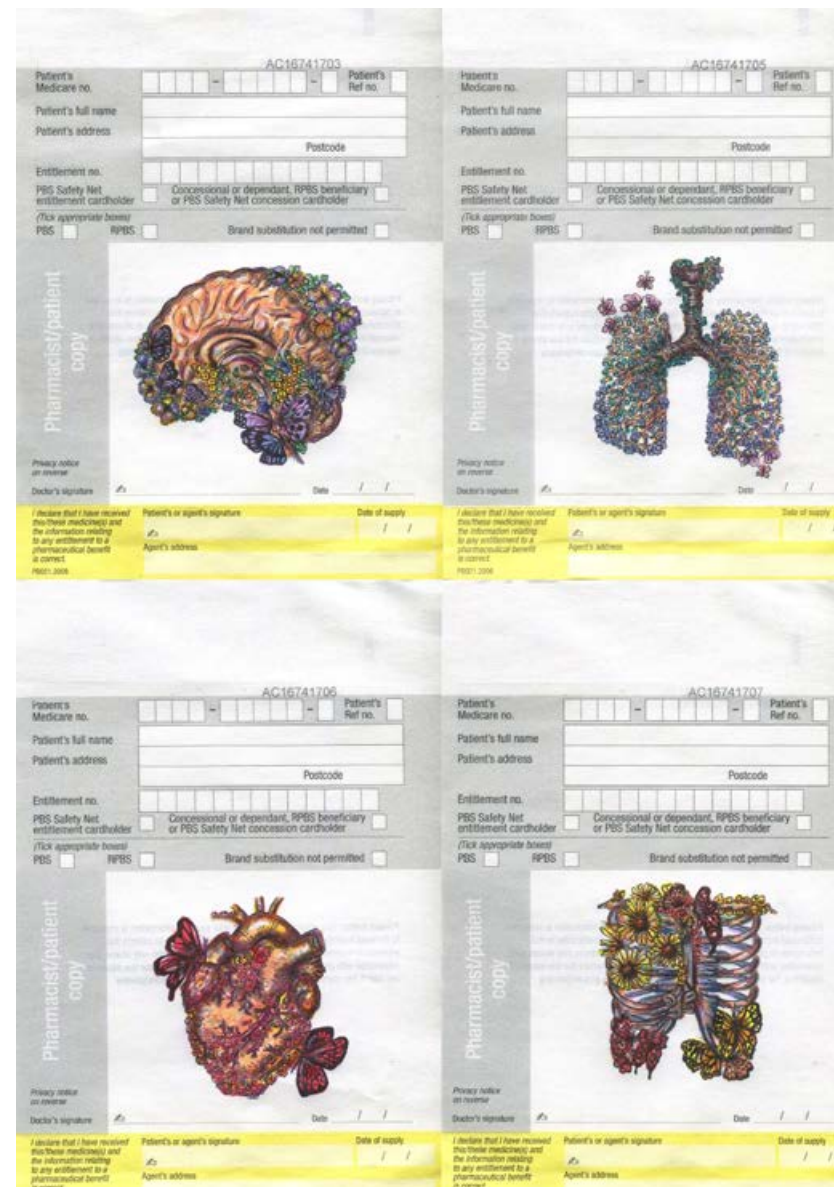 AC16741703
Patient's
Medicare no.
Patient's
Ref no.
Patient's full name
Patient's address
Postcode
Entitlement no.
PBS Safety Net
entitlement cardholder
Concessional or dependant, RPBS beneficiary
or PBS Safety Net concession cardholder
(Tick appropriate boxes)
PBS
RPBS
Brand substitution not permitted
Pharmacist/patient
copy
Privacy notice
on reverse
Doctor's signature
Date / /
I declare that I have received
this/these medicine(s) and
the information relating
to any entitlement to a
pharmaceutical benefit
is correct.
PB001.2006
Patient's or agent's signature
Date of supply
/ /
Agent's address
AC16741705
Patient's
Medicare no.
Patient's
Ref no.
Patient's full name
Patient's address
Postcode
Entitlement no.
PBS Safety Net
entitlement cardholder
Concessional or dependant, RPBS beneficiary
or PBS Safety Net concession cardholder
(Tick appropriate boxes)
PBS
RPBS
Brand substitution not permitted
Pharmacist/patient
copy
Privacy notice
on reverse
Doctor's signature
Date / /
I declare that I have received
this/these medicine(s) and
the information relating
to any entitlement to a
pharmaceutical benefit
is correct.
PB001.2006
Patient's or agent's signature
Date of supply
/ /
Agent's address
AC16741706
Patient's
Medicare no.
Patient's
Ref no.
Patient's full name
Patient's address
Postcode
Entitlement no.
PBS Safety Net
entitlement cardholder
Concessional or dependant, RPBS beneficiary
or PBS Safety Net concession cardholder
(Tick appropriate boxes)
PBS
RPBS
Brand substitution not permitted
Pharmacist/patient
copy
Privacy notice
on reverse
Doctor's signature
Date / /
I declare that I have received
this/these medicine(s) and
the information relating
to any entitlement to a
pharmaceutical benefit
is correct.
Patient's or agent's signature
Date of supply
/ /
Agent's address
AC16741707
Patient's
Medicare no.
Patient's
Ref no.
Patient's full name
Patient's address
Postcode
Entitlement no.
PBS Safety Net
entitlement cardholder
Concessional or dependant, RPBS beneficiary
or PBS Safety Net concession cardholder
(Tick appropriate boxes)
PBS
RPBS
Brand substitution not permitted
Pharmacist/patient
copy
Privacy notice
on reverse
Doctor's signature
Date / /
I declare that I have received
this/these medicine(s) and
the information relating
to any entitlement to a
pharmaceutical benefit
is correct.
Patient's or agent's signature
Date of supply
/ /
Agent's address